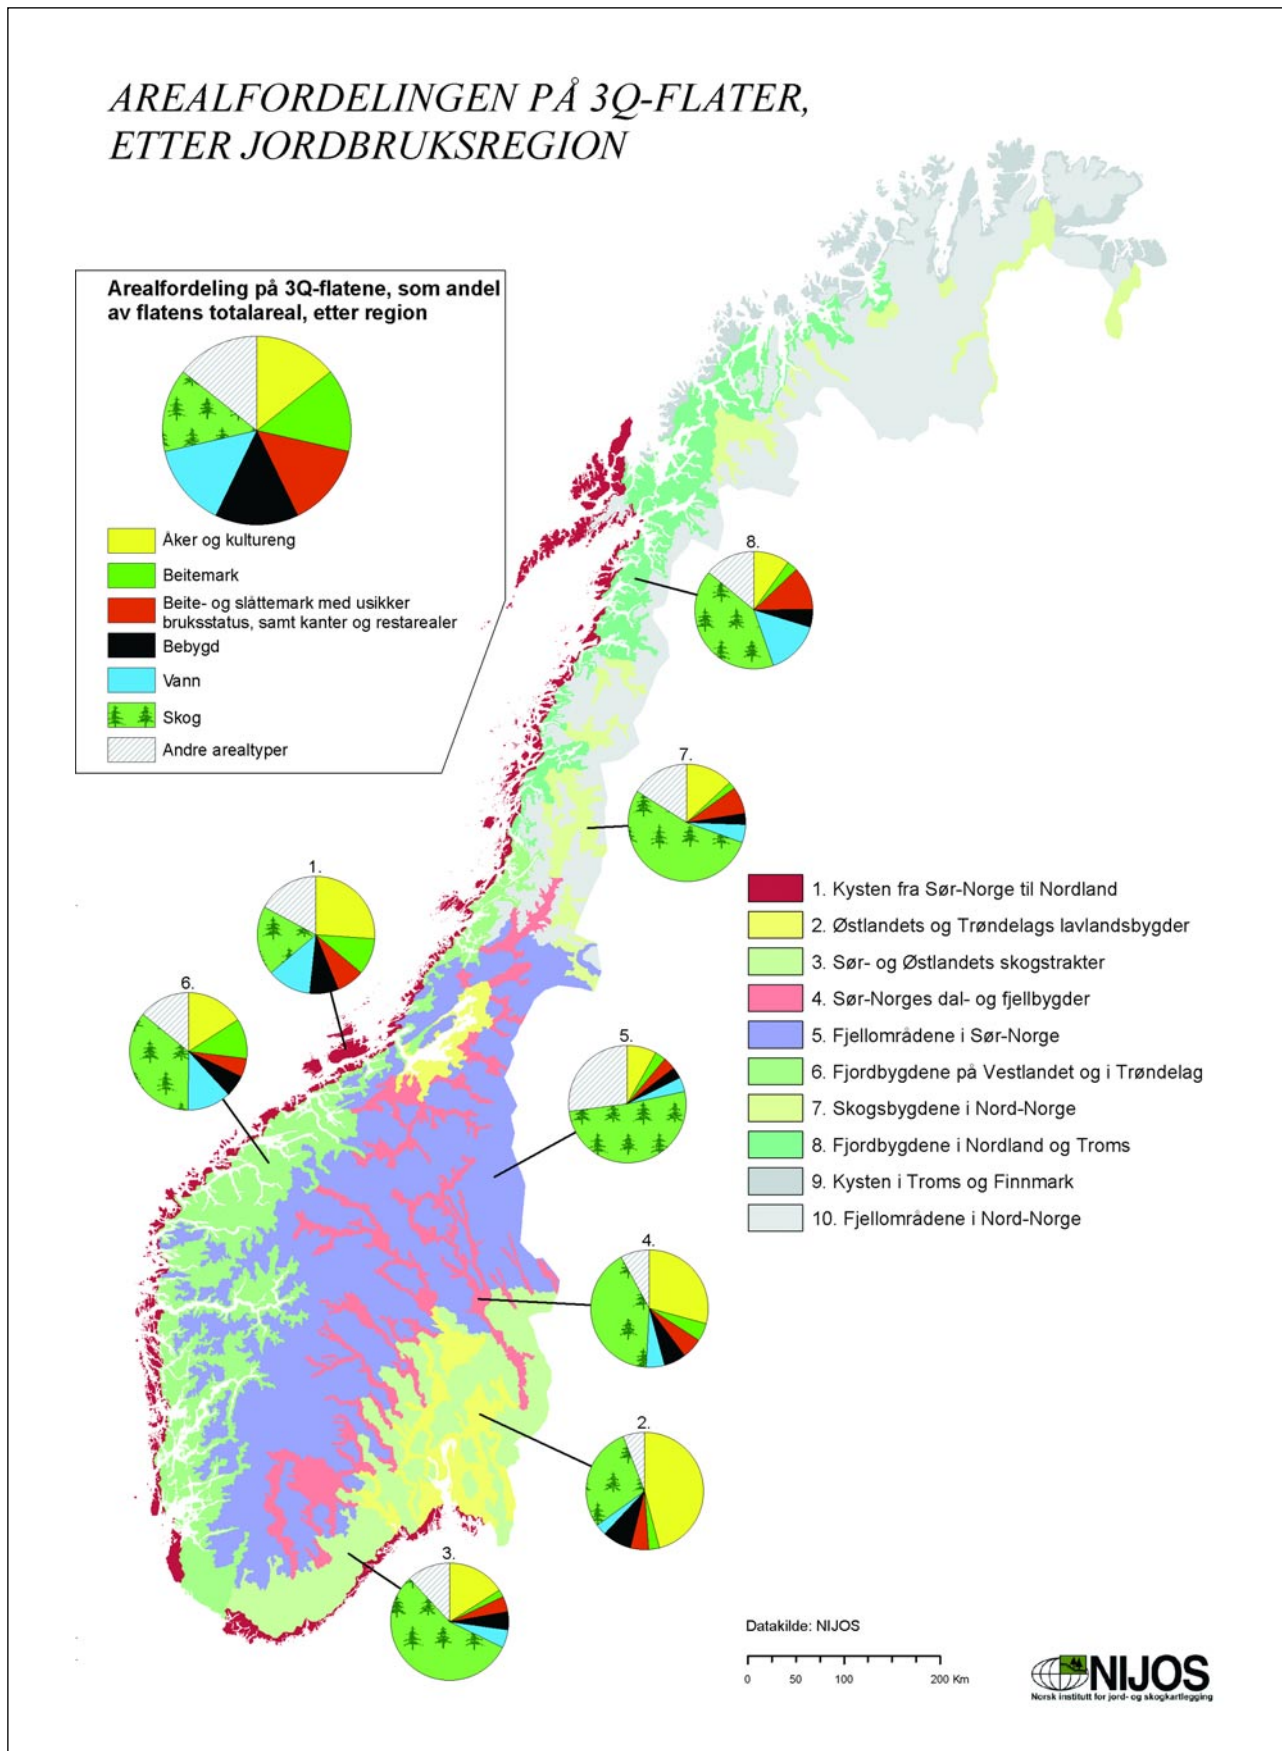 AREALFORDELINGEN PÅ 3Q-FLATER,
ETTER JORDBRUKSREGION
Arealfordeling på 3Q-flatene, som andel
av flatens totalareal, etter region
Åker og kultureng
Beitemark
Beite- og slåttemark med usikker
bruksstatus, samt kanter og restarealer
Bebygd
Vann
Skog
Andre arealtyper
8.
7.
1.
6.
5.
4.
2.
3.
1. Kysten fra Sør-Norge til Nordland
2. Østlandets og Trøndelags lavlandsbygder
3. Sør- og Østlandets skogstrakter
4. Sør-Norges dal- og fjellbygder
5. Fjellområdene i Sør-Norge
6. Fjordbygdene på Vestlandet og i Trøndelag
7. Skogsbygdene i Nord-Norge
8. Fjordbygdene i Nordland og Troms
9. Kysten i Troms og Finnmark
10. Fjellområdene i Nord-Norge
Datakilde: NIJOS
0 50 100 200 Km
NIJOS
Norsk institutt for jord- og skogkartlegging